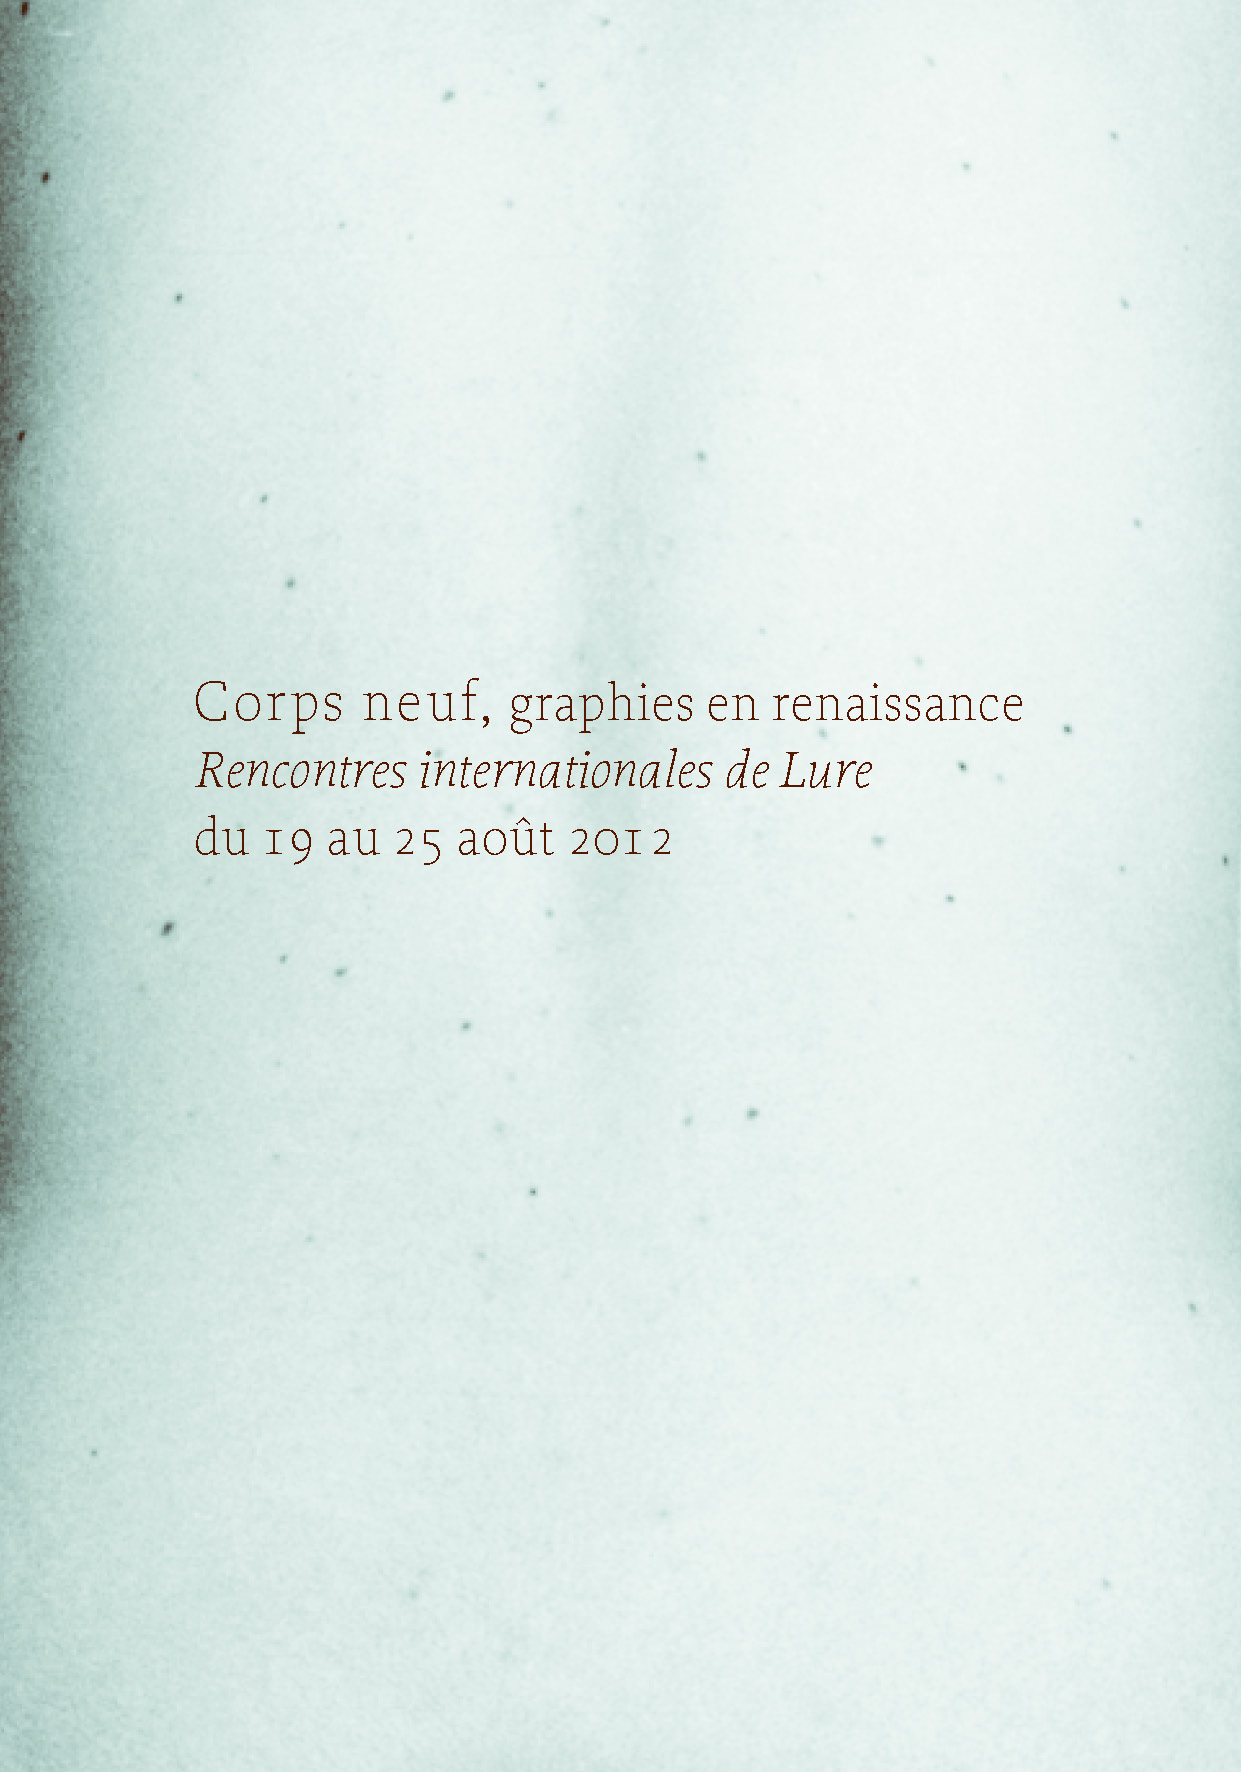 Corps neuf, graphies en renaissance
Rencontres internationales de Lure
du 19 au 25 août 2012